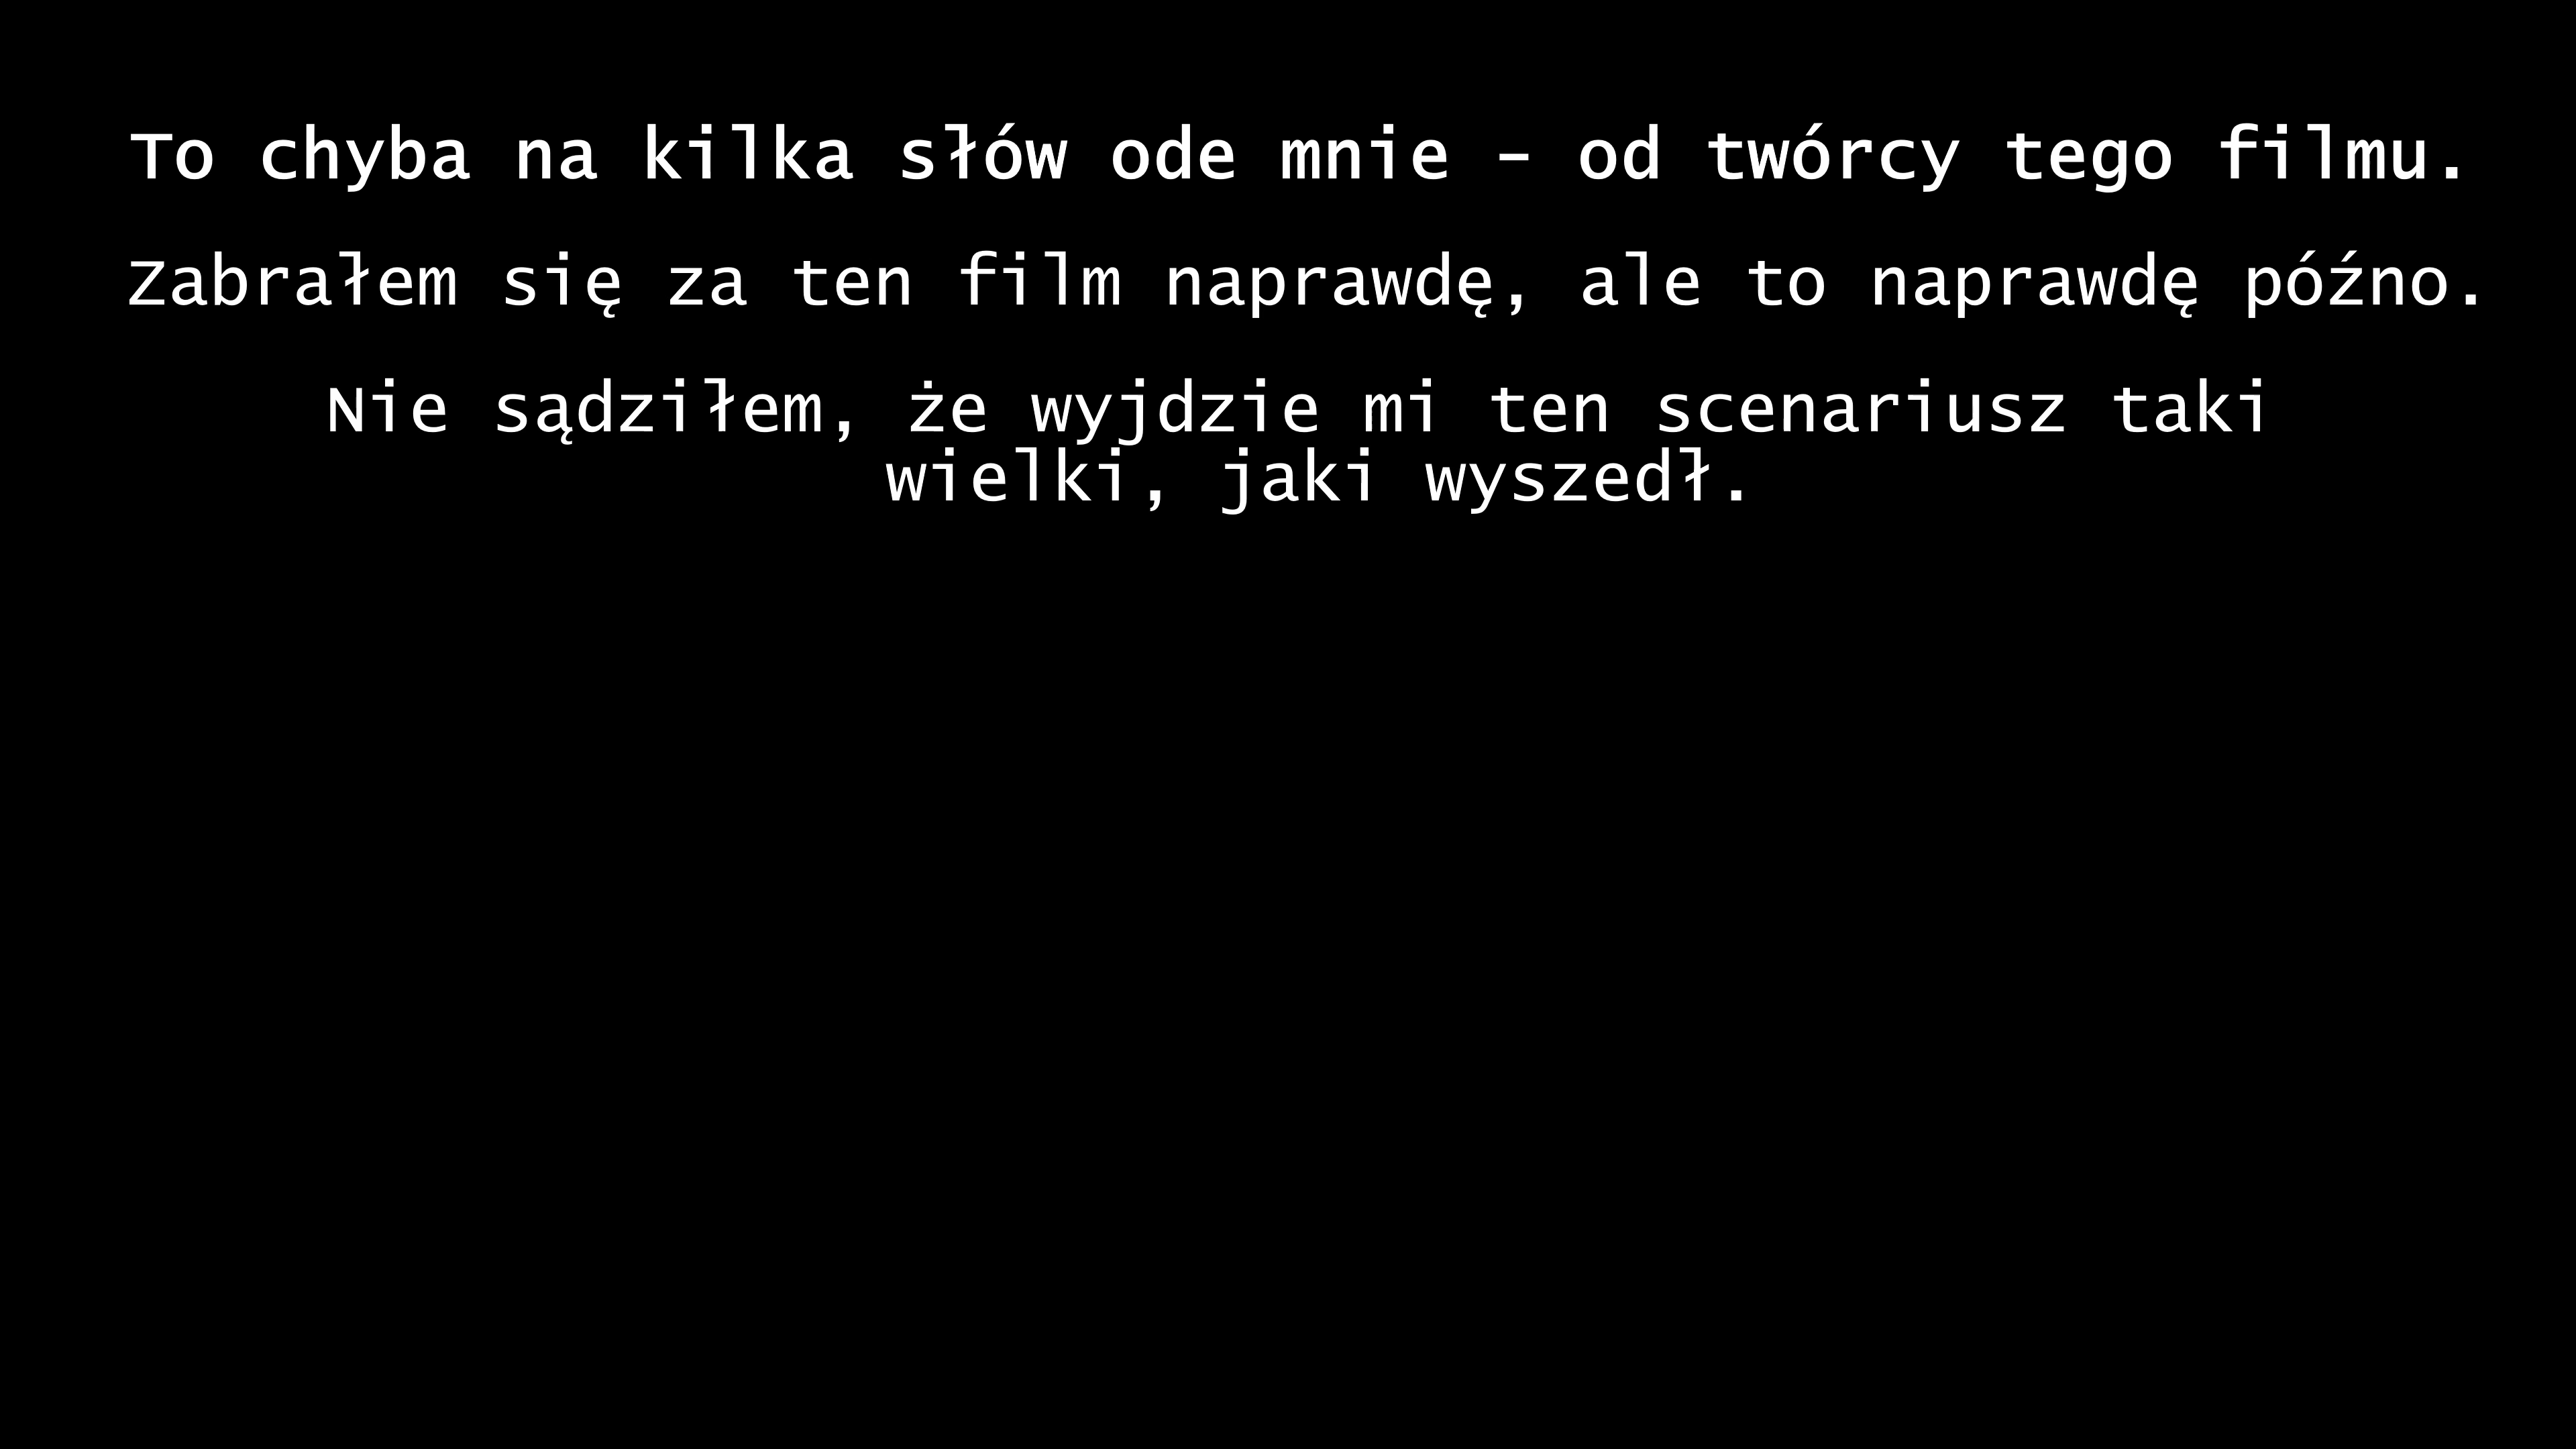 To chyba na kilka słów ode mnie – od twórcy tego filmu.
Zabrałem się za ten film naprawdę, ale to naprawdę późno.
Nie sądziłem, że wyjdzie mi ten scenariusz taki
wielki, jaki wyszedł.